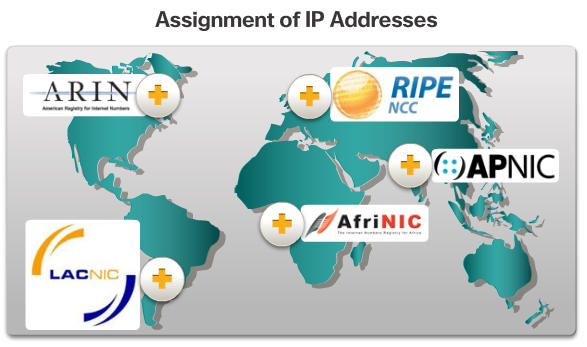 Assignment of IP Addresses
ARIN
American Registry for Internet Numbers
RIPE
NCC
APNIC
AfriNIC
The Internet Numbers Registry for Africa
LACNIC